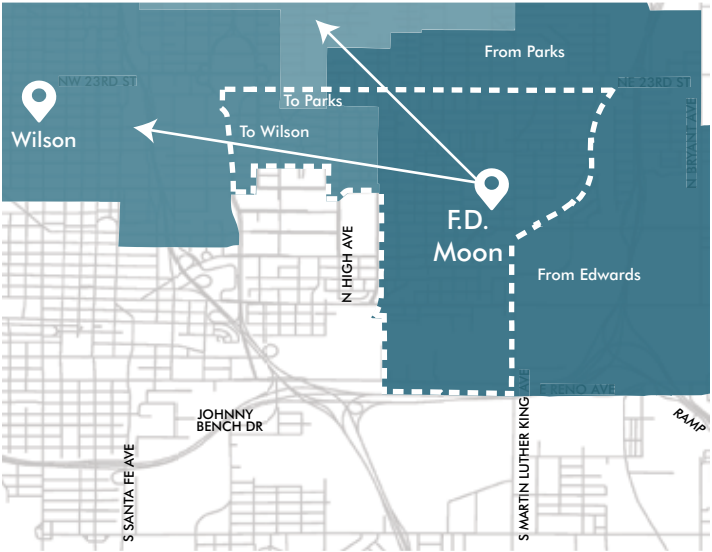 From Parks
NW 23RD ST
NE 23RD ST
To Parks
To Wilson
Wilson
N BRYANT AVE
F.D.
Moon
N HIGH AVE
From Edwards
E RENO AVE
JOHNNY
BENCH DR
RAMP
S SANTA FE AVE
S MARTIN LUTHER KING AVE